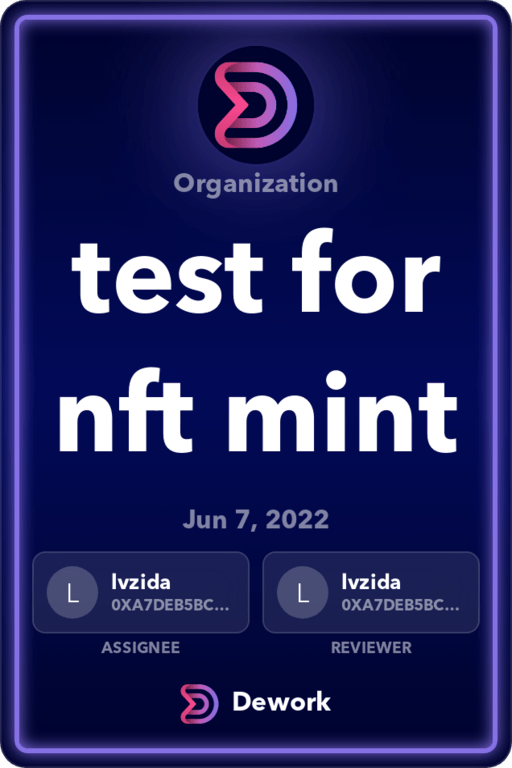 Organization
test for
nft mint
Jun 7, 2022
L
lvzida
0XA7DEB5BC...
ASSIGNEE
L
lvzida
0XA7DEB5BC...
REVIEWER
Dework